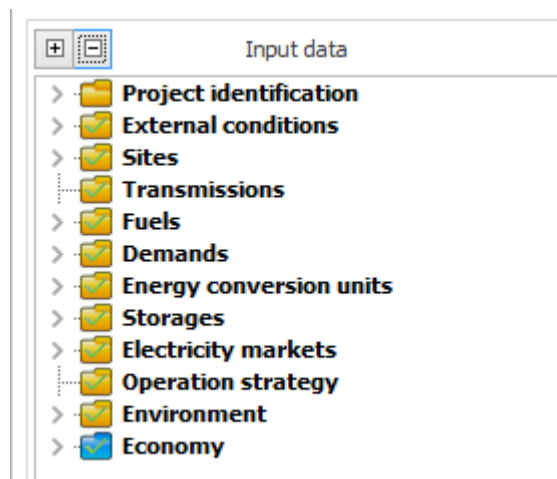 Input data
Project identification
External conditions
Sites
Transmissions
Fuels
Demands
Energy conversion units
Storages
Electricity markets
Operation strategy
Environment
Economy